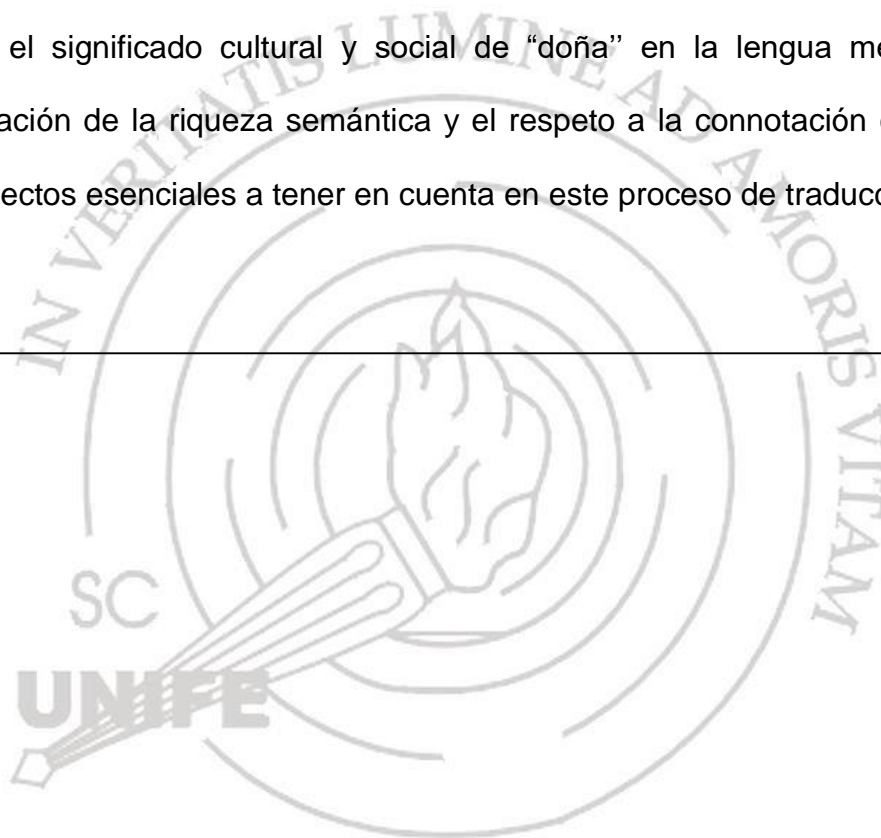 el significado cultural y social de “doña’’ en la lengua me
ación de la riqueza semántica y el respeto a la connotación
ectos esenciales a tener en cuenta en este proceso de traducc
IN VERITATIS LUMINE AD AMORIS VITAM
SC
UNIFE